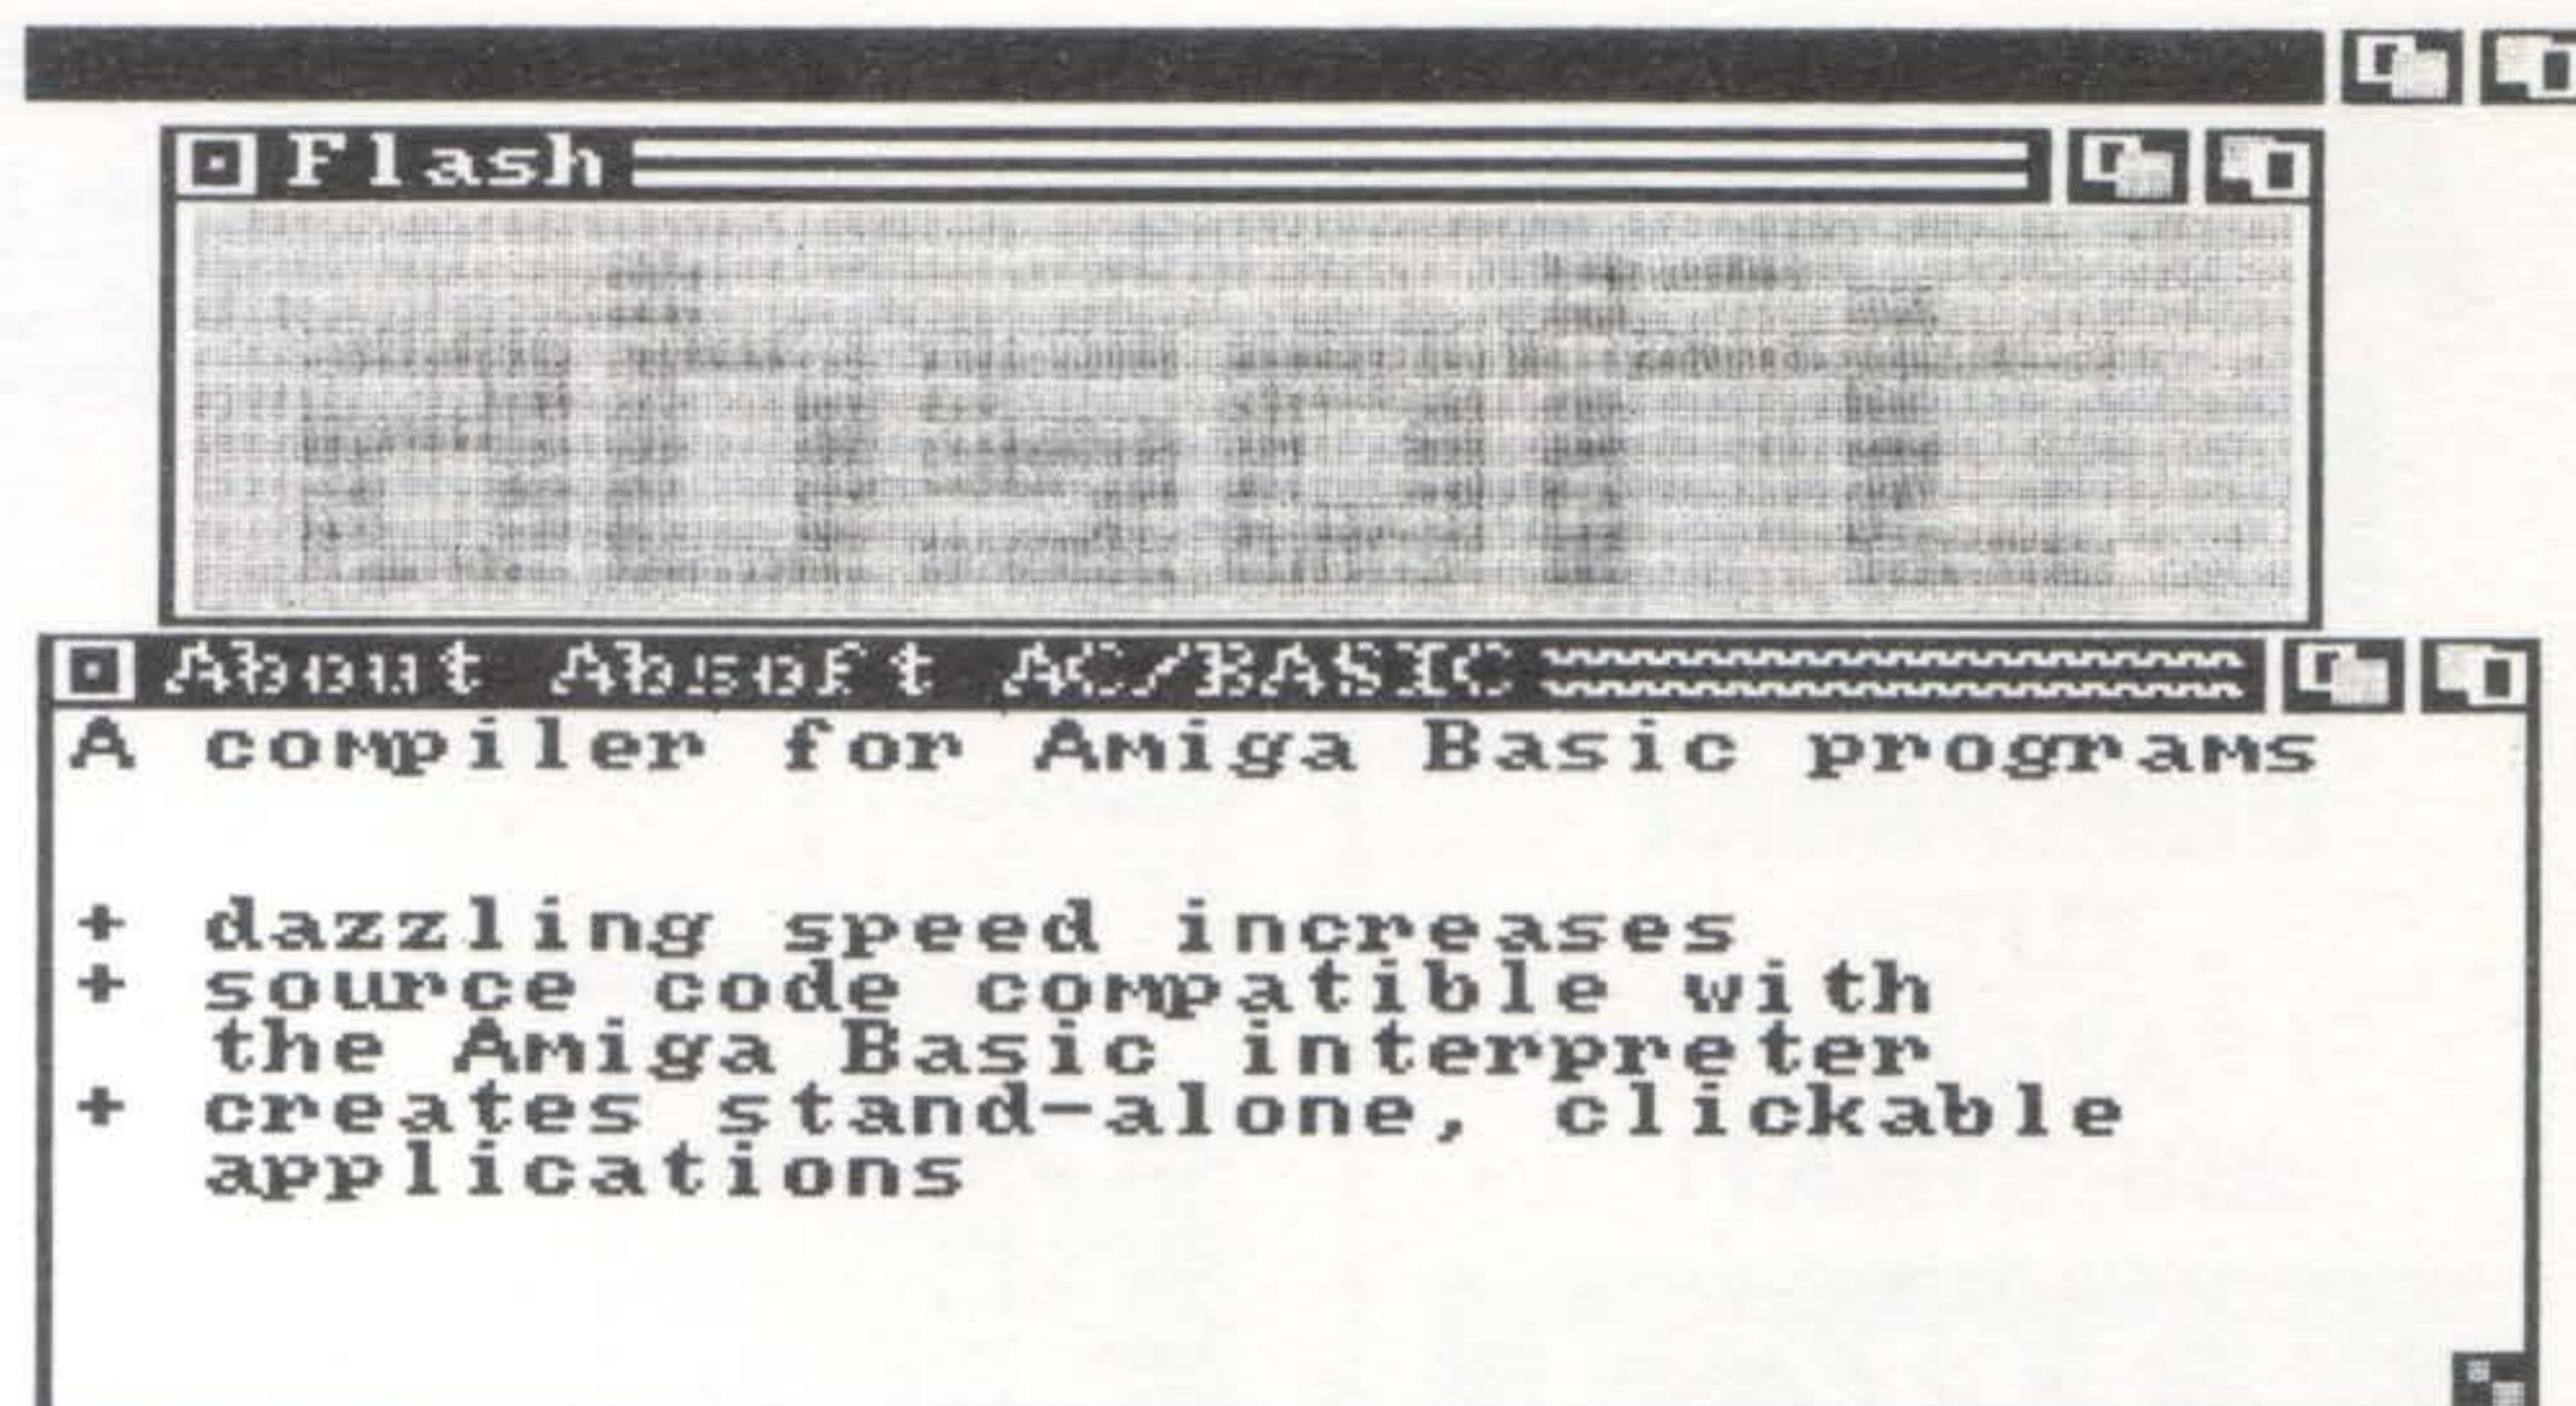 Flash
absoft
About Absoft AC/BASIC
A compiler for Amiga Basic programs
+ dazzling speed increases
+ source code compatible with
the Amiga Basic interpreter
+ creates stand-alone, clickable
applications